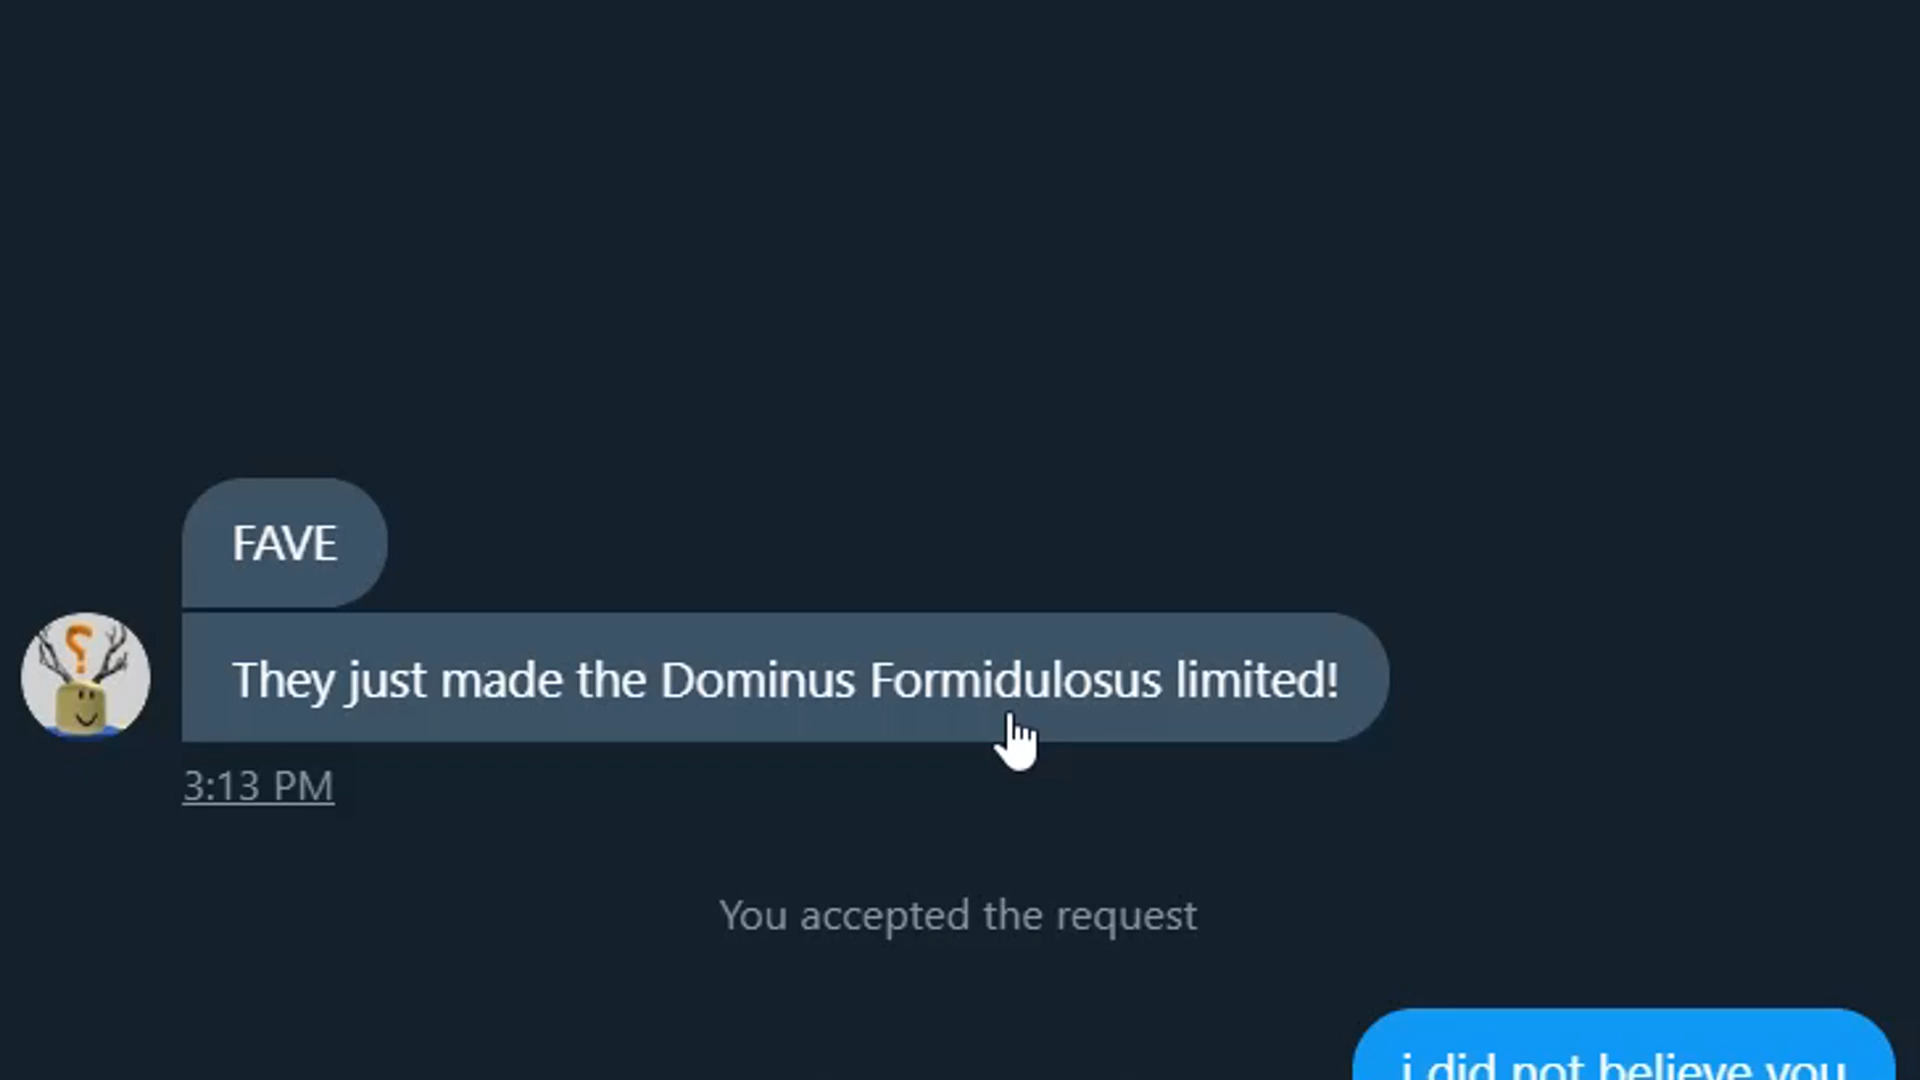 FAVE
They just made the Dominus Formidulosus limited!
3:13 PM
You accepted the request
i did not believe you